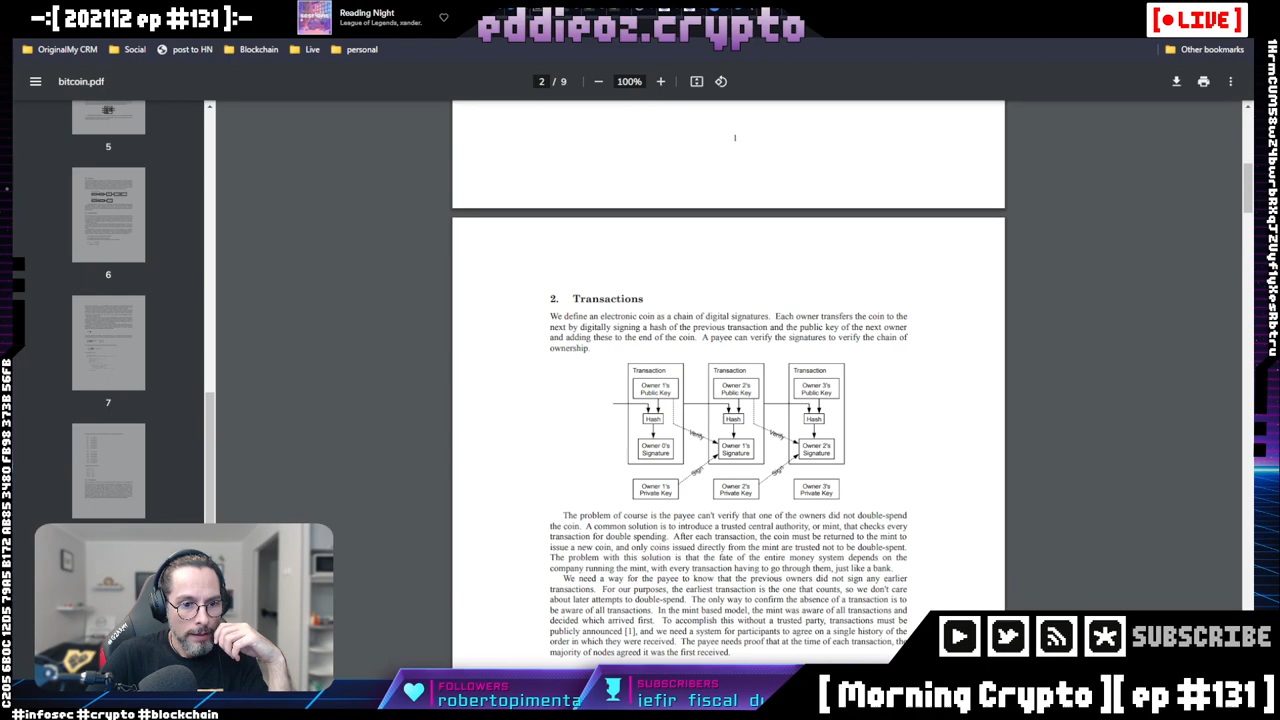 -:[ 202112 ep #131]:-
Reading Night
League of Legends, xander.
eddieoz.crypto
[ LIVE ]
OriginalMy CRM
Social
post to HN
Blockchain
Live
personal
Other bookmarks
bitcoin.pdf
2 / 9
100%
1
5
6
2. Transactions
We define an electronic coin as a chain of digital signatures. Each owner transfers the coin to the
next by digitally signing a hash of the previous transaction and the public key of the next owner
and adding these to the end of the coin. A payee can verify the signatures to verify the chain of
ownership.
Transaction
Transaction
Transaction
Owner 1's
Public Key
Owner 2's
Public Key
Owner 3's
Public Key
Hash
Hash
Hash
Verify
Verify
Owner 0's
Signature
Owner 1's
Signature
Owner 2's
Signature
Sign
Sign
Owner 1's
Private Key
Owner 2's
Private Key
Owner 3's
Private Key
The problem of course is the payee can't verify that one of the owners did not double-spend
the coin. A common solution is to introduce a trusted central authority, or mint, that checks every
transaction for double spending. After each transaction, the coin must be returned to the mint to
issue a new coin, and only coins issued directly from the mint are trusted not to be double-spent.
The problem with this solution is that the fate of the entire money system depends on the
company running the mint, with every transaction having to go through them, just like a bank.
We need a way for the payee to know that the previous owners did not sign any earlier
transactions. For our purposes, the earliest transaction is the one that counts, so we don't care
about later attempts to double-spend. The only way to confirm the absence of a transaction is to
be aware of all transactions. In the mint based model, the mint was aware of all transactions and
decided which arrived first. To accomplish this without a trusted party, transactions must be
publicly announced [1], and we need a system for participants to agree on a single history of the
order in which they were received. The payee needs proof that at the time of each transaction, the
majority of nodes agreed it was the first received.
SUBSCRIBE
FOLLOWERS
robertopimenta
SUBSCRIBERS
iefir_fiscal_du
[ Morning Crypto ][ ep #131 ]
#crypto #blockchain